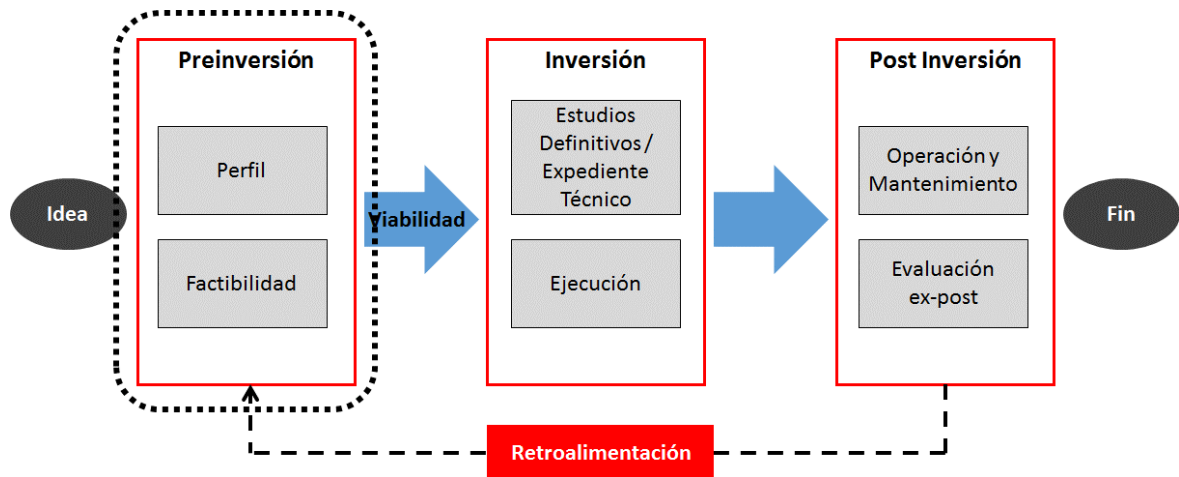 Preinversión
Inversión
Post Inversión
Idea
Perfil
Factibilidad
Viabilidad
Estudios
Definitivos /
Expediente
Técnico
Ejecución
Operación y
Mantenimiento
Evaluación
ex-post
Fin
Retroalimentación